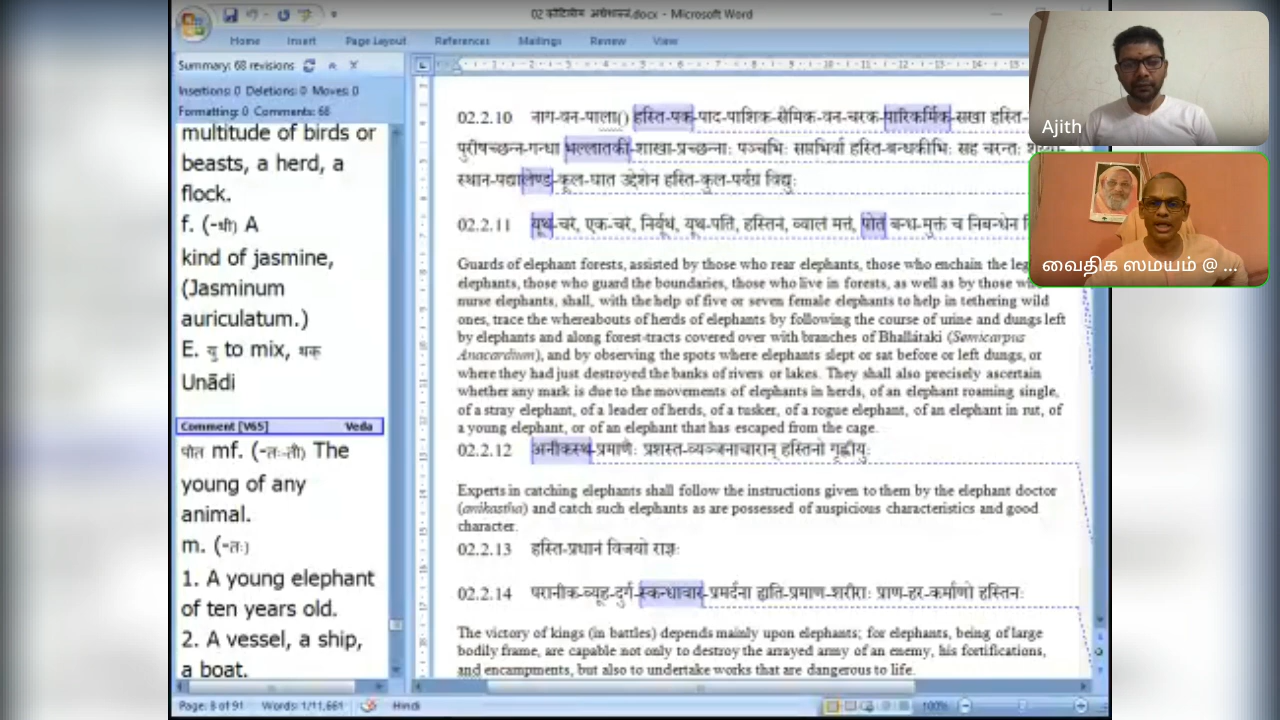 02 कौटिलीय अर्थशास्त्र.docx - Microsoft Word
Home Insert Page Layout References Mailings Review View
Summary: 68 revisions
Insertions: 0 Deletions: 0 Moves: 0
Formatting: 0 Comments: 68
multitude of birds or
beasts, a herd, a
flock.
f. (-थी) A
kind of jasmine,
(Jasminum
auriculatum.)
E. यु to mix, थक्
Unādi
Comment [V65] Veda
पोत mf. (-तः-ती) The
young of any
animal.
m. (-तः)
1. A young elephant
of ten years old.
2. A vessel, a ship,
a boat.
02.2.10 नाग-वन-पाला() हस्ति-पक-पाद-पाशिक-सैमिक-वन-चरक-पारिकर्मिक-सखा हस्ति-
पुरीषच्छन्न-गन्धा भल्लातकी-शाखा-प्रच्छन्नाः पञ्चभिः सप्तभिर्वा हस्ति-बन्धकीभिः सह चरन्तः
स्थान-पद्यालेण्ड-कूल-घात उद्देशेन हस्ति-कुल-पर्यग्रं विद्युः
02.2.11 यूथ-चरं, एक-चरं, निर्यूथं, यूथ-पतिं, हस्तिनं, व्यालं मत्तं, पोतं बन्ध-मुक्तं च निबन्धेन
Guards of elephant forests, assisted by those who rear elephants, those who enchain the
elephants, those who guard the boundaries, those who live in forests, as well as by those
nurse elephants, shall, with the help of five or seven female elephants to help in tethering wild
ones, trace the whereabouts of herds of elephants by following the course of urine and dungs left
by elephants and along forest-tracts covered over with branches of Bhallátaki (Semicarpus
Anacardium), and by observing the spots where elephants slept or sat before or left dungs, or
where they had just destroyed the banks of rivers or lakes. They shall also precisely ascertain
whether any mark is due to the movements of elephants in herds, of an elephant roaming single,
of a stray elephant, of a leader of herds, of a tusker, of a rogue elephant, of an elephant in rut, of
a young elephant, or of an elephant that has escaped from the cage.
02.2.12 अनीकस्थ-प्रमाणैः प्रशस्त-व्यञ्जनाचारान् हस्तिनो गृह्णीयुः
Experts in catching elephants shall follow the instructions given to them by the elephant doctor
(aníkastha) and catch such elephants as are possessed of auspicious characteristics and good
character.
02.2.13 हस्ति-प्रधानं विजयो राज्ञः
02.2.14 परानीक-व्यूह-दुर्ग-स्कन्धावार-प्रमर्दना ह्यति-प्रमाण-शरीराः प्राण-हर-कर्माणो हस्तिनः
The victory of kings (in battles) depends mainly upon elephants; for elephants, being of large
bodily frame, are capable not only to destroy the arrayed army of an enemy, his fortifications,
and encampments, but also to undertake works that are dangerous to life.
Page: 8 of 91 Words: 1/11,661 Hindi 100%
Ajith
வைதிக ஸமயம் @ ...